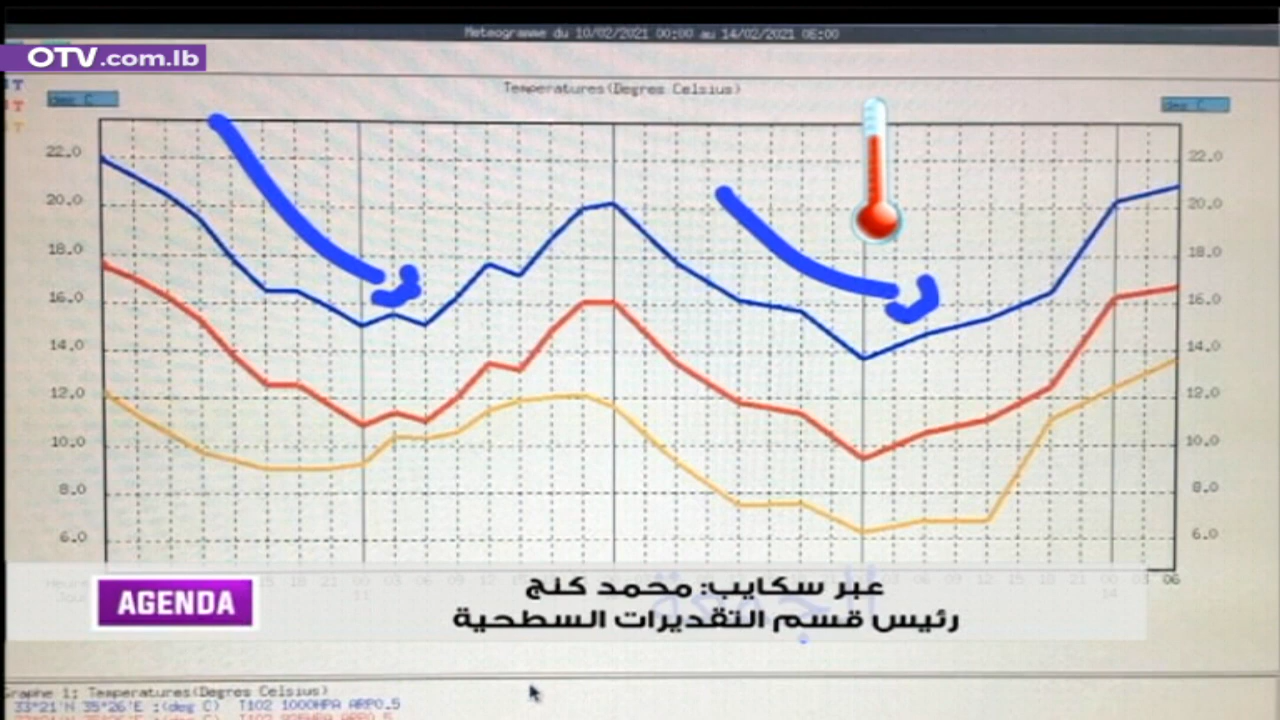 Meteogramme du 10/02/2021 00:00 au 14/02/2021 06:00
OTV.com.lb
Temperatures(Degres Celsius)
T
deg C
deg C
T
T
22.0
22.0
20.0
20.0
18.0
18.0
16.0
16.0
14.0
14.0
12.0
12.0
10.0
10.0
8.0
8.0
6.0
6.0
06
عبر سكايب: محمد كنج
AGENDA
رئيس قسم التقديرات السطحية
Graphe 1: Temperatures(Degres Celsius)
33°21'N 35°26'E :(deg C) T102 1000HPA ARP0.5